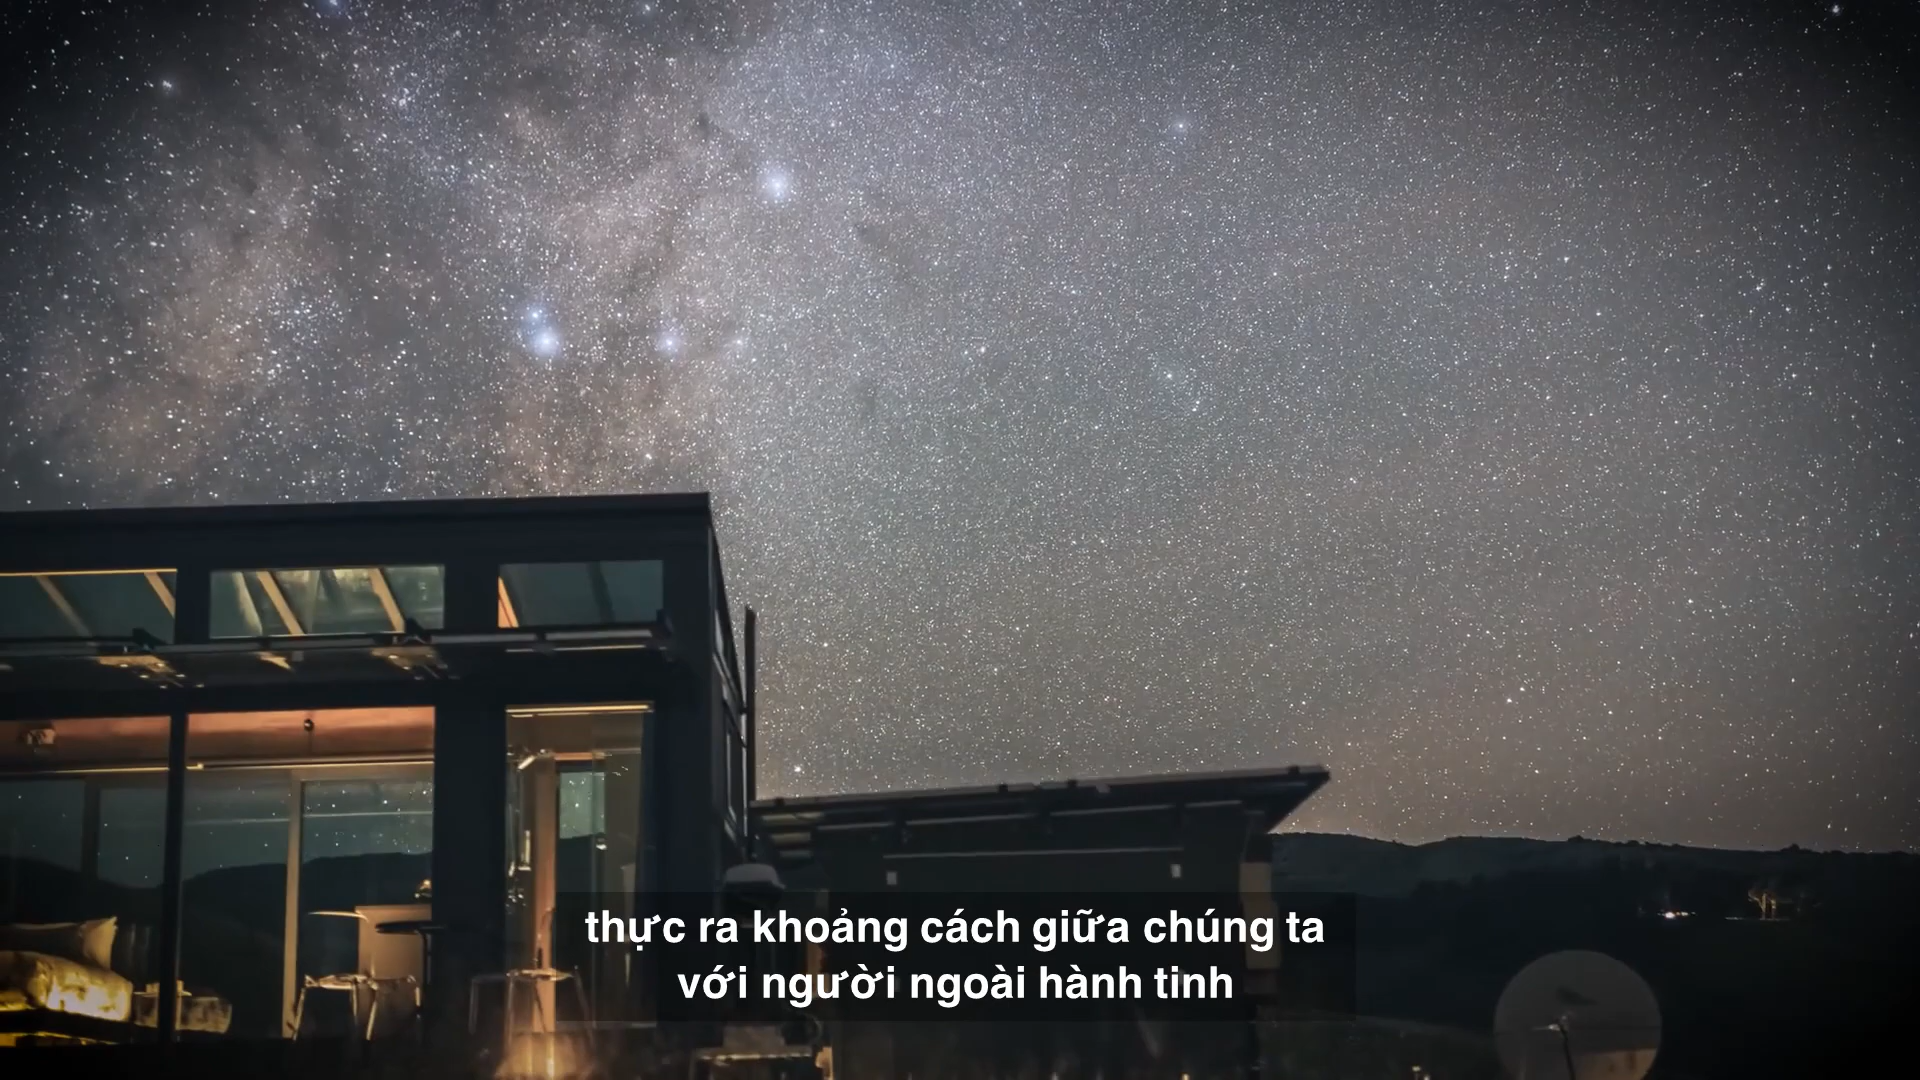 thực ra khoảng cách giữa chúng ta
với người ngoài hành tinh